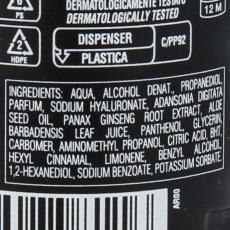 DERMATOLOGICAMENTE TESTATO
DERMATOLOGICALLY TESTED
12 M
6
PS
2
HDPE
DISPENSER
PLASTICA
C/PP92
INGREDIENTS: AQUA, ALCOHOL DENAT., PROPANEDIOL,
PARFUM, SODIUM HYALURONATE, ADANSONIA DIGITATA
SEED OIL, PANAX GINSENG ROOT EXTRACT, ALOE
BARBADENSIS LEAF JUICE, PANTHENOL, GLYCERIN,
CARBOMER, AMINOMETHYL PROPANOL, CITRIC ACID, BHT,
HEXYL CINNAMAL, LIMONENE, BENZYL ALCOHOL,
1,2-HEXANEDIOL, SODIUM BENZOATE, POTASSIUM SORBATE.